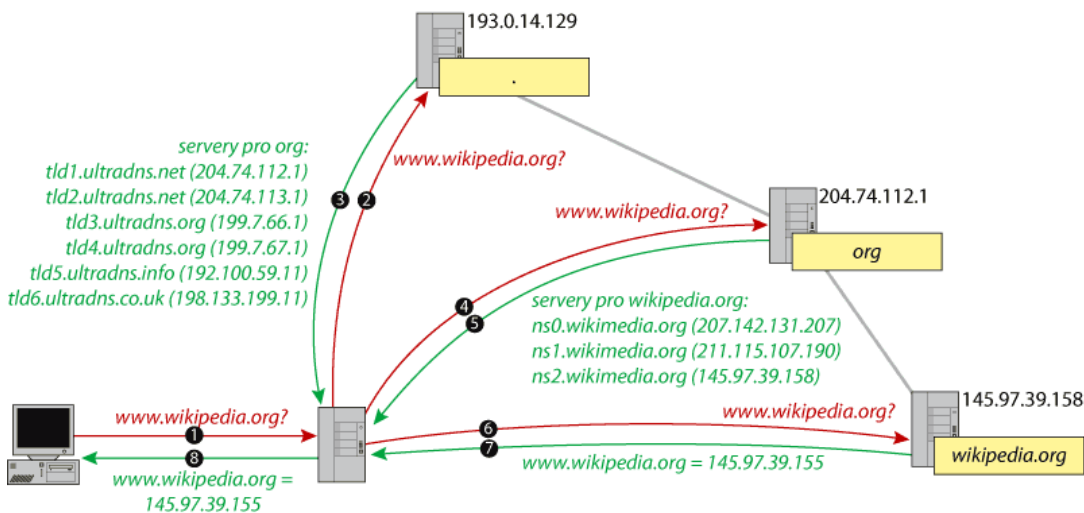 193.0.14.129
.
servery pro org:
tld1.ultradns.net (204.74.112.1)
tld2.ultradns.net (204.74.113.1)
tld3.ultradns.org (199.7.66.1)
tld4.ultradns.org (199.7.67.1)
tld5.ultradns.info (192.100.59.11)
tld6.ultradns.co.uk (198.133.199.11)
www.wikipedia.org?
3
2
204.74.112.1
org
www.wikipedia.org?
4
5
servery pro wikipedia.org:
ns0.wikimedia.org (207.142.131.207)
ns1.wikimedia.org (211.115.107.190)
ns2.wikimedia.org (145.97.39.158)
145.97.39.158
wikipedia.org
www.wikipedia.org?
1
8
www.wikipedia.org =
145.97.39.155
www.wikipedia.org?
6
7
www.wikipedia.org = 145.97.39.155